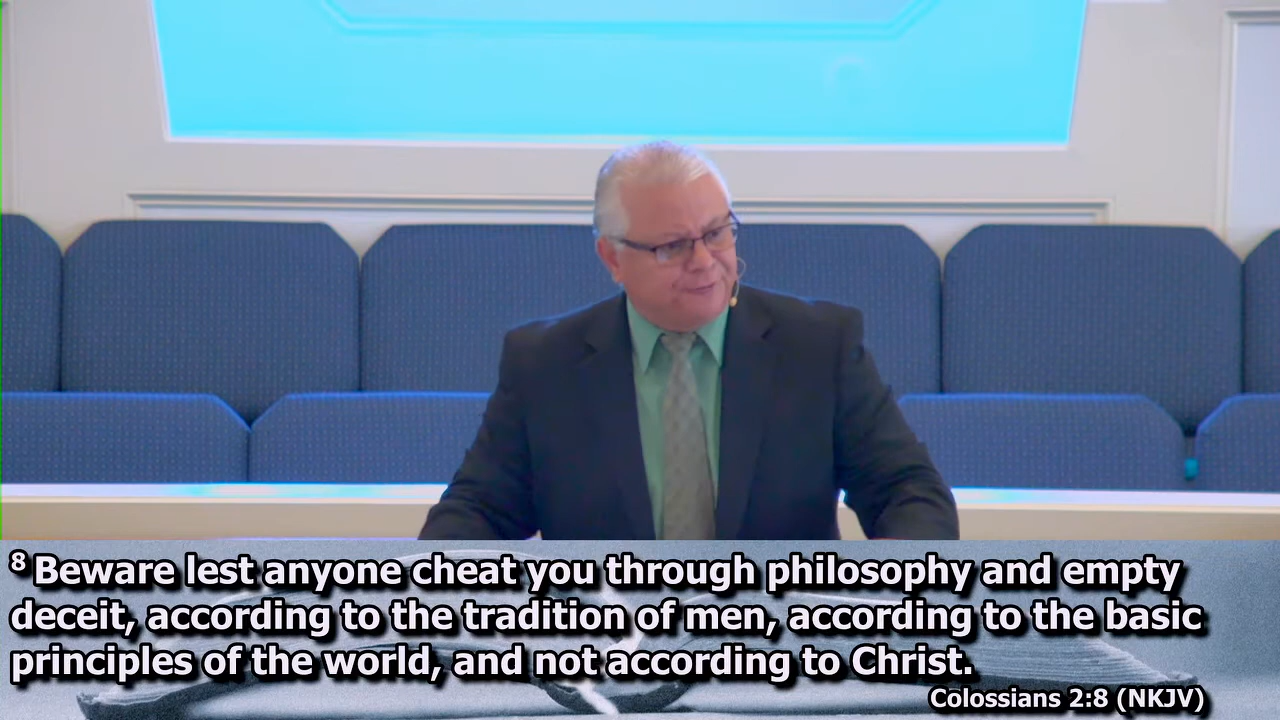 8 Beware lest anyone cheat you through philosophy and empty
deceit, according to the tradition of men, according to the basic
principles of the world, and not according to Christ.
Colossians 2:8 (NKJV)